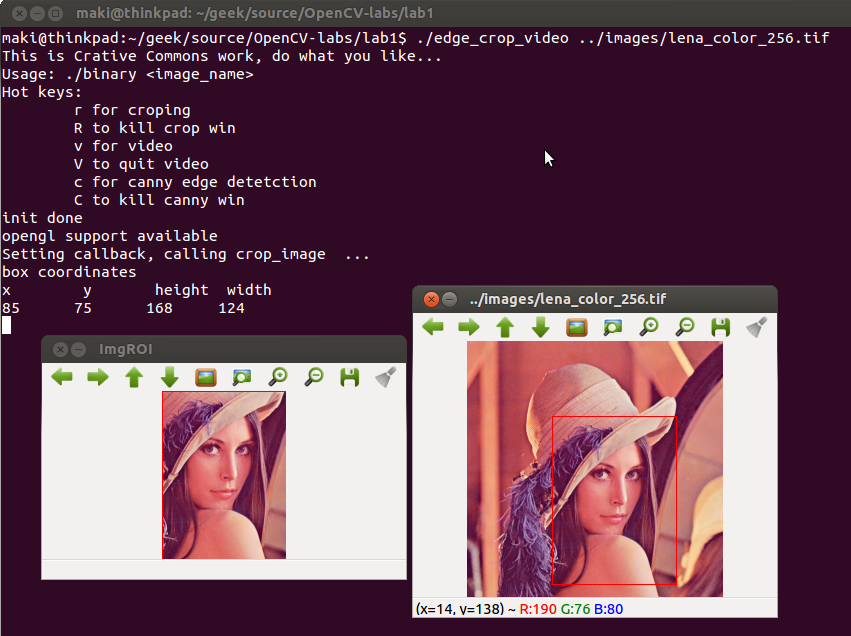 maki@thinkpad: ~/geek/source/OpenCV-labs/lab1
maki@thinkpad:~/geek/source/OpenCV-labs/lab1$ ./edge_crop_video ../images/lena_color_256.tif
This is Crative Commons work, do what you like...
Usage: ./binary <image_name>
Hot keys:
r for croping
R to kill crop win
v for video
V to quit video
c for canny edge detetction
C to kill canny win
init done
opengl support available
Setting callback, calling crop_image  ...
box coordinates
x        y       height  width
85      75      168     124
ImgROI
../images/lena_color_256.tif
(x=14, y=138) ~ R:190 G:76 B:80